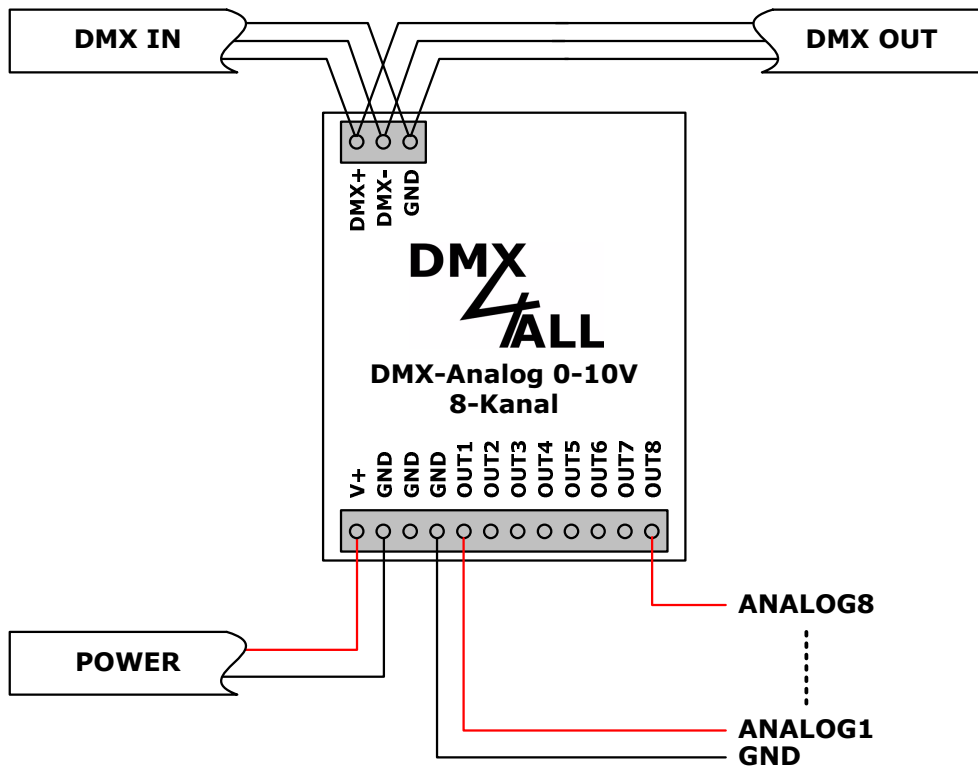 DMX IN
DMX OUT
DMX+
DMX-
GND
DMX
4ALL
DMX-Analog 0-10V
8-Kanal
V+
GND
GND
GND
OUT1
OUT2
OUT3
OUT4
OUT5
OUT6
OUT7
OUT8
ANALOG8
POWER
ANALOG1
GND